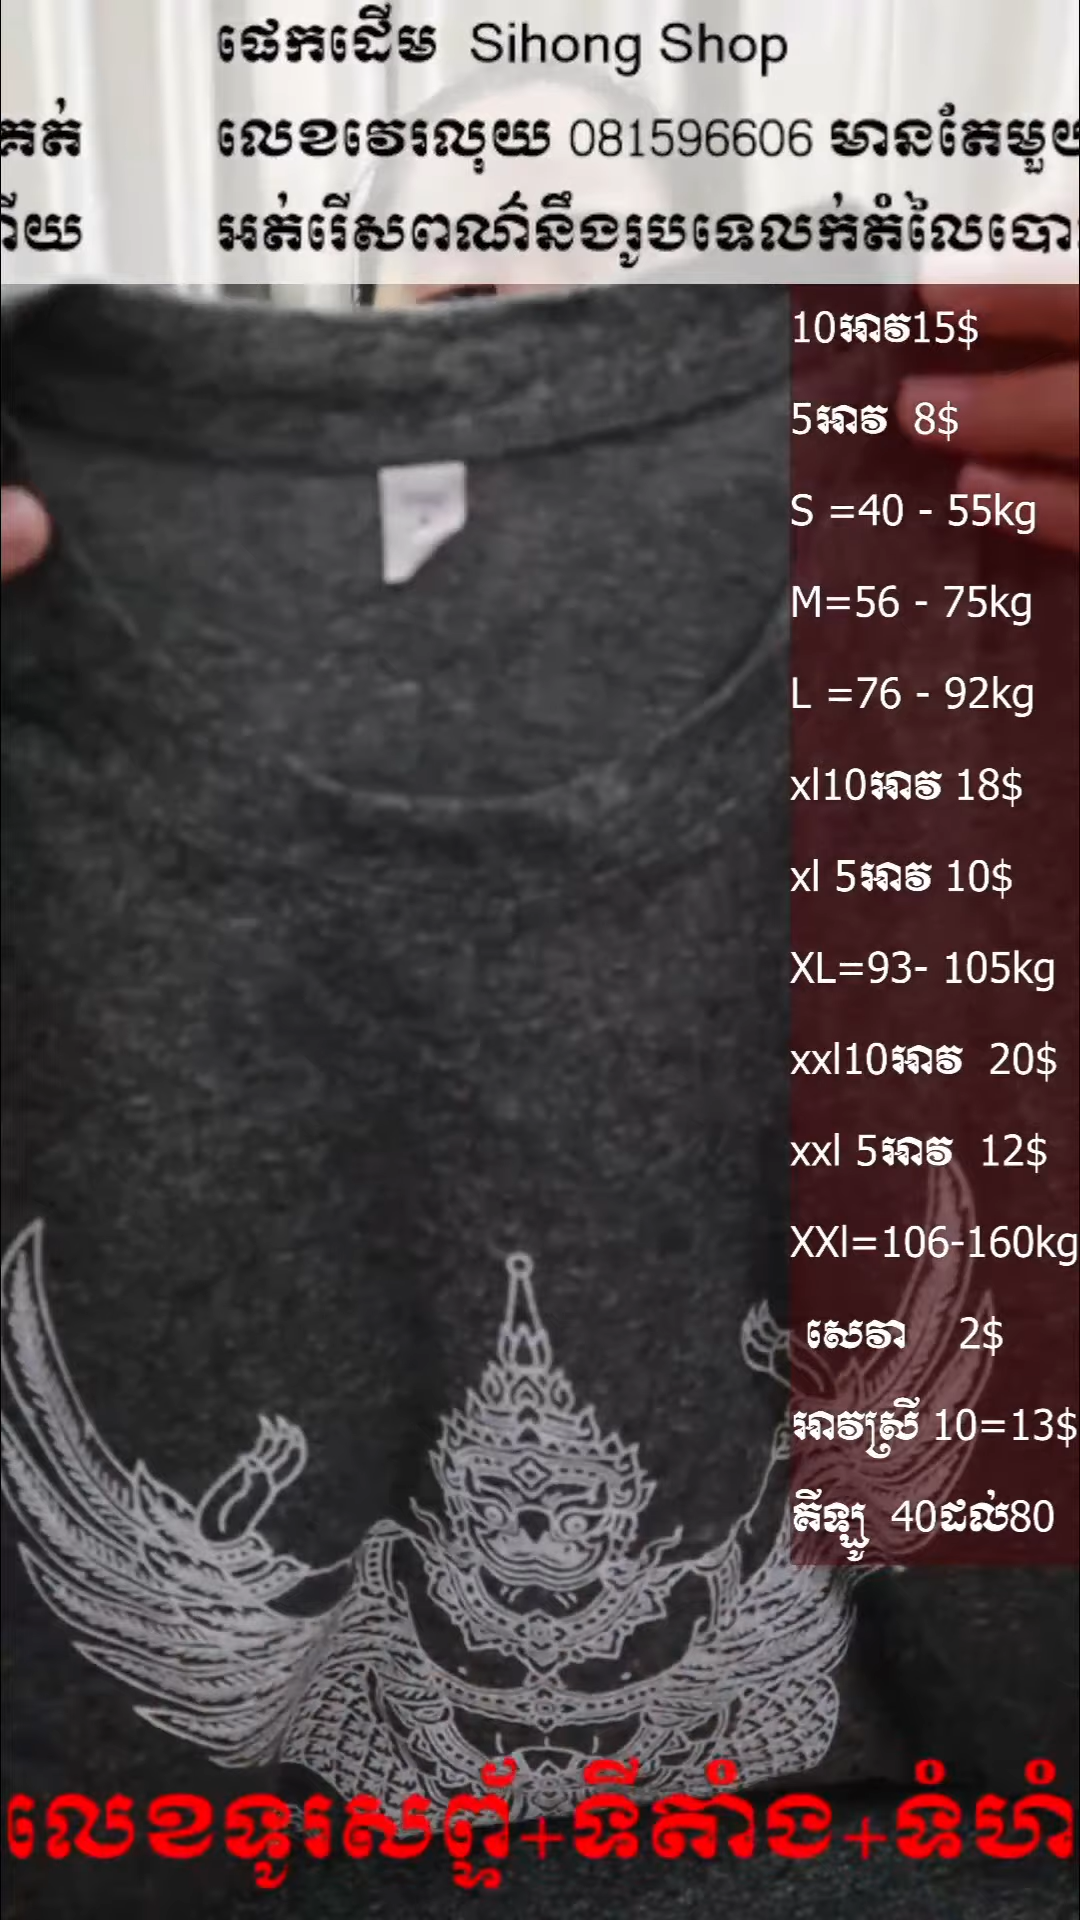 ផេកដើម Sihong Shop
គត់ លេខវេរលុយ 081596606 មានតែមួយ
អត់រើសពណ៌នឹងរូបទេលក់តំលៃបោះ
10អាវ15$
5អាវ 8$
S =40 - 55kg
M=56 - 75kg
L =76 - 92kg
xl10អាវ 18$
xl 5អាវ 10$
XL=93- 105kg
xxl10អាវ 20$
xxl 5អាវ 12$
XXl=106-160kg
សេវា 2$
អាវស្រី 10=13$
គីឡូ 40ដល់80
លេខទូរសព្ទ័+ទីតាំង+ទំហំ